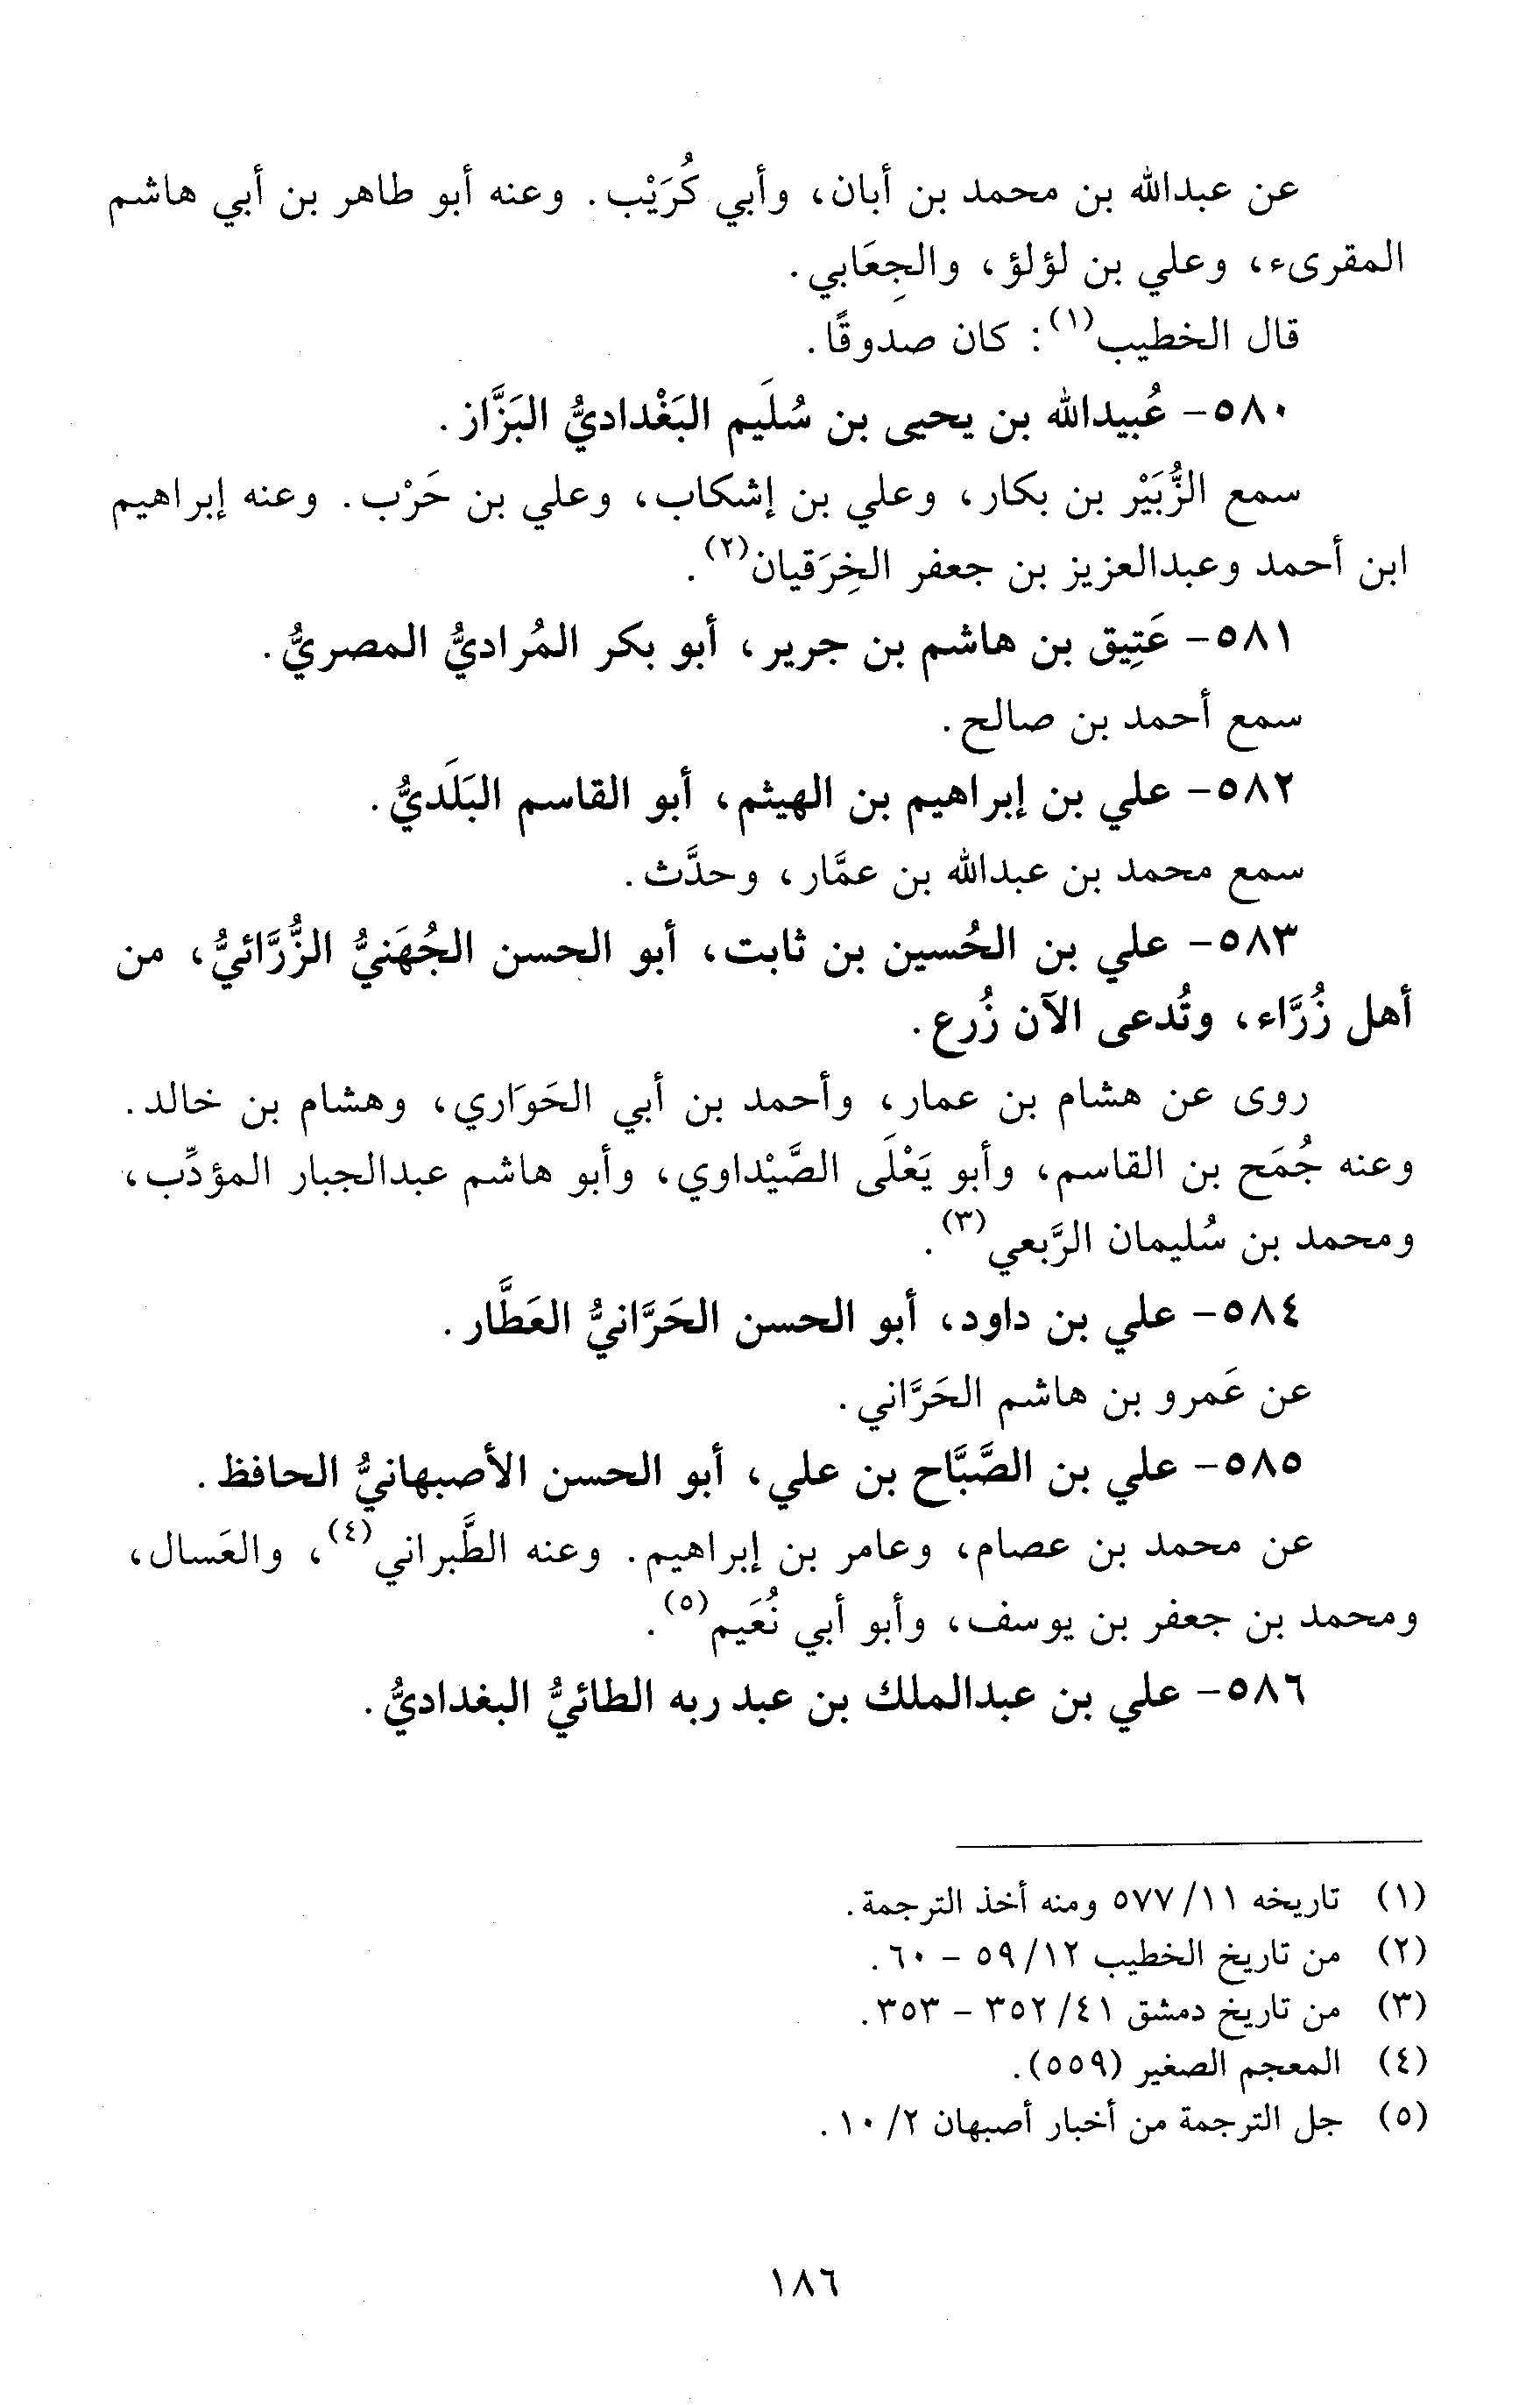 عن عبدالله بن محمد بن أبان، وأبي كُرَيْب. وعنه أبو طاهر بن أبي هاشم
المقرىء، وعلي بن لؤلؤ، والجِعَابي.
قال الخطيب(١): كان صدوقًا.
٥٨٠- عُبيدالله بن يحيى بن سُلَيم البَغْداديُّ البَزَّاز.
سمع الزُّبَيْر بن بكار، وعلي بن إشكاب، وعلي بن حَرْب. وعنه إبراهيم
ابن أحمد وعبدالعزيز بن جعفر الخِرَقيان(٢).
٥٨١- عَتِيق بن هاشم بن جرير، أبو بكر المُراديُّ المصريُّ.
سمع أحمد بن صالح.
٥٨٢- علي بن إبراهيم بن الهيثم، أبو القاسم البَلَديُّ.
سمع محمد بن عبدالله بن عمَّار، وحدَّث.
٥٨٣- علي بن الحُسين بن ثابت، أبو الحسن الجُهَنيُّ الزُّرَّائيُّ، من
أهل زُرَّاء، وتُدعى الآن زُرع.
روى عن هشام بن عمار، وأحمد بن أبي الحَوَاري، وهشام بن خالد.
وعنه جُمَح بن القاسم، وأبو يَعْلَى الصَّيْداوي، وأبو هاشم عبدالجبار المؤدِّب،
ومحمد بن سُليمان الرَّبعي(٣).
٥٨٤- علي بن داود، أبو الحسن الحَرَّانيُّ العَطَّار.
عن عَمرو بن هاشم الحَرَّاني.
٥٨٥- علي بن الصَّبَّاح بن علي، أبو الحسن الأصبهانيُّ الحافظ.
عن محمد بن عصام، وعامر بن إبراهيم. وعنه الطَّبراني(٤)، والعَسال،
ومحمد بن جعفر بن يوسف، وأبو أبي نُعَيم(٥).
٥٨٦- علي بن عبدالملك بن عبد ربه الطائيُّ البغداديُّ.
(١) تاريخه ١١/ ٥٧٧ ومنه أخذ الترجمة.
(٢) من تاريخ الخطيب ١٢/ ٥٩ - ٦٠.
(٣) من تاريخ دمشق ٤١/ ٣٥٢ - ٣٥٣.
(٤) المعجم الصغير (٥٥٩).
(٥) جل الترجمة من أخبار أصبهان ٢/ ١٠.
١٨٦